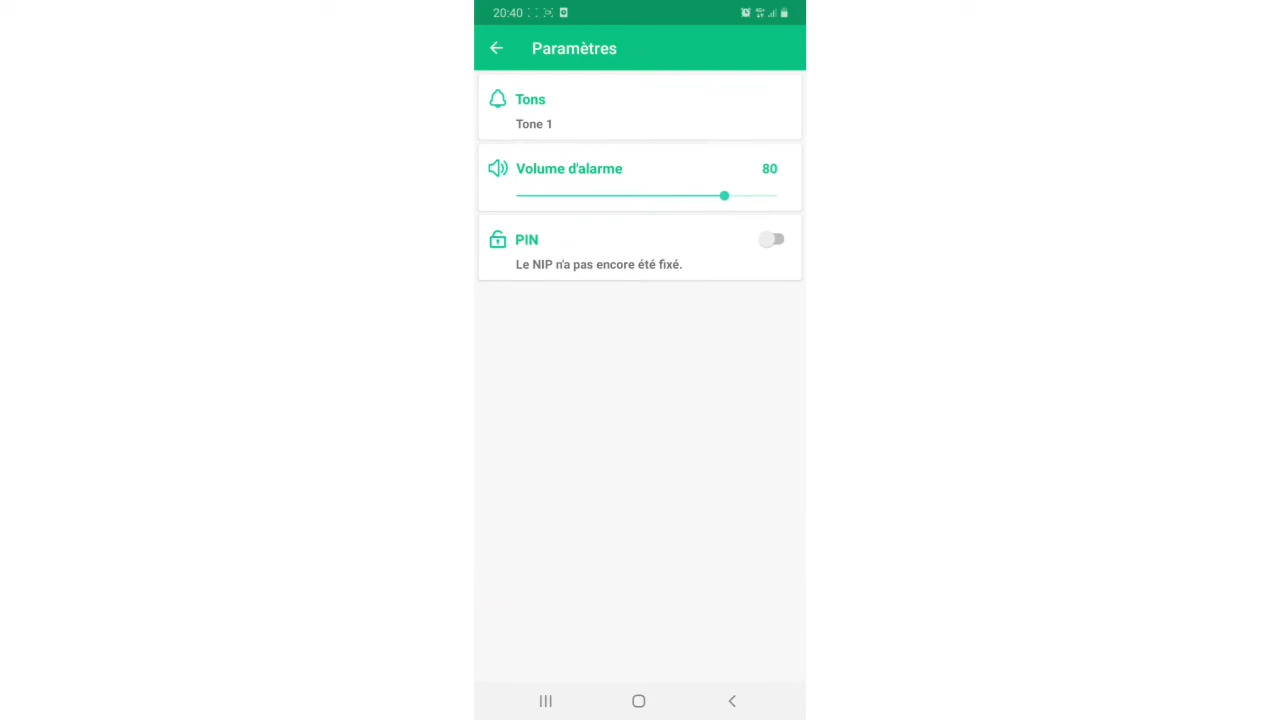 20:40
Paramètres
Tons
Tone 1
Volume d'alarme 80
PIN
Le NIP n'a pas encore été fixé.